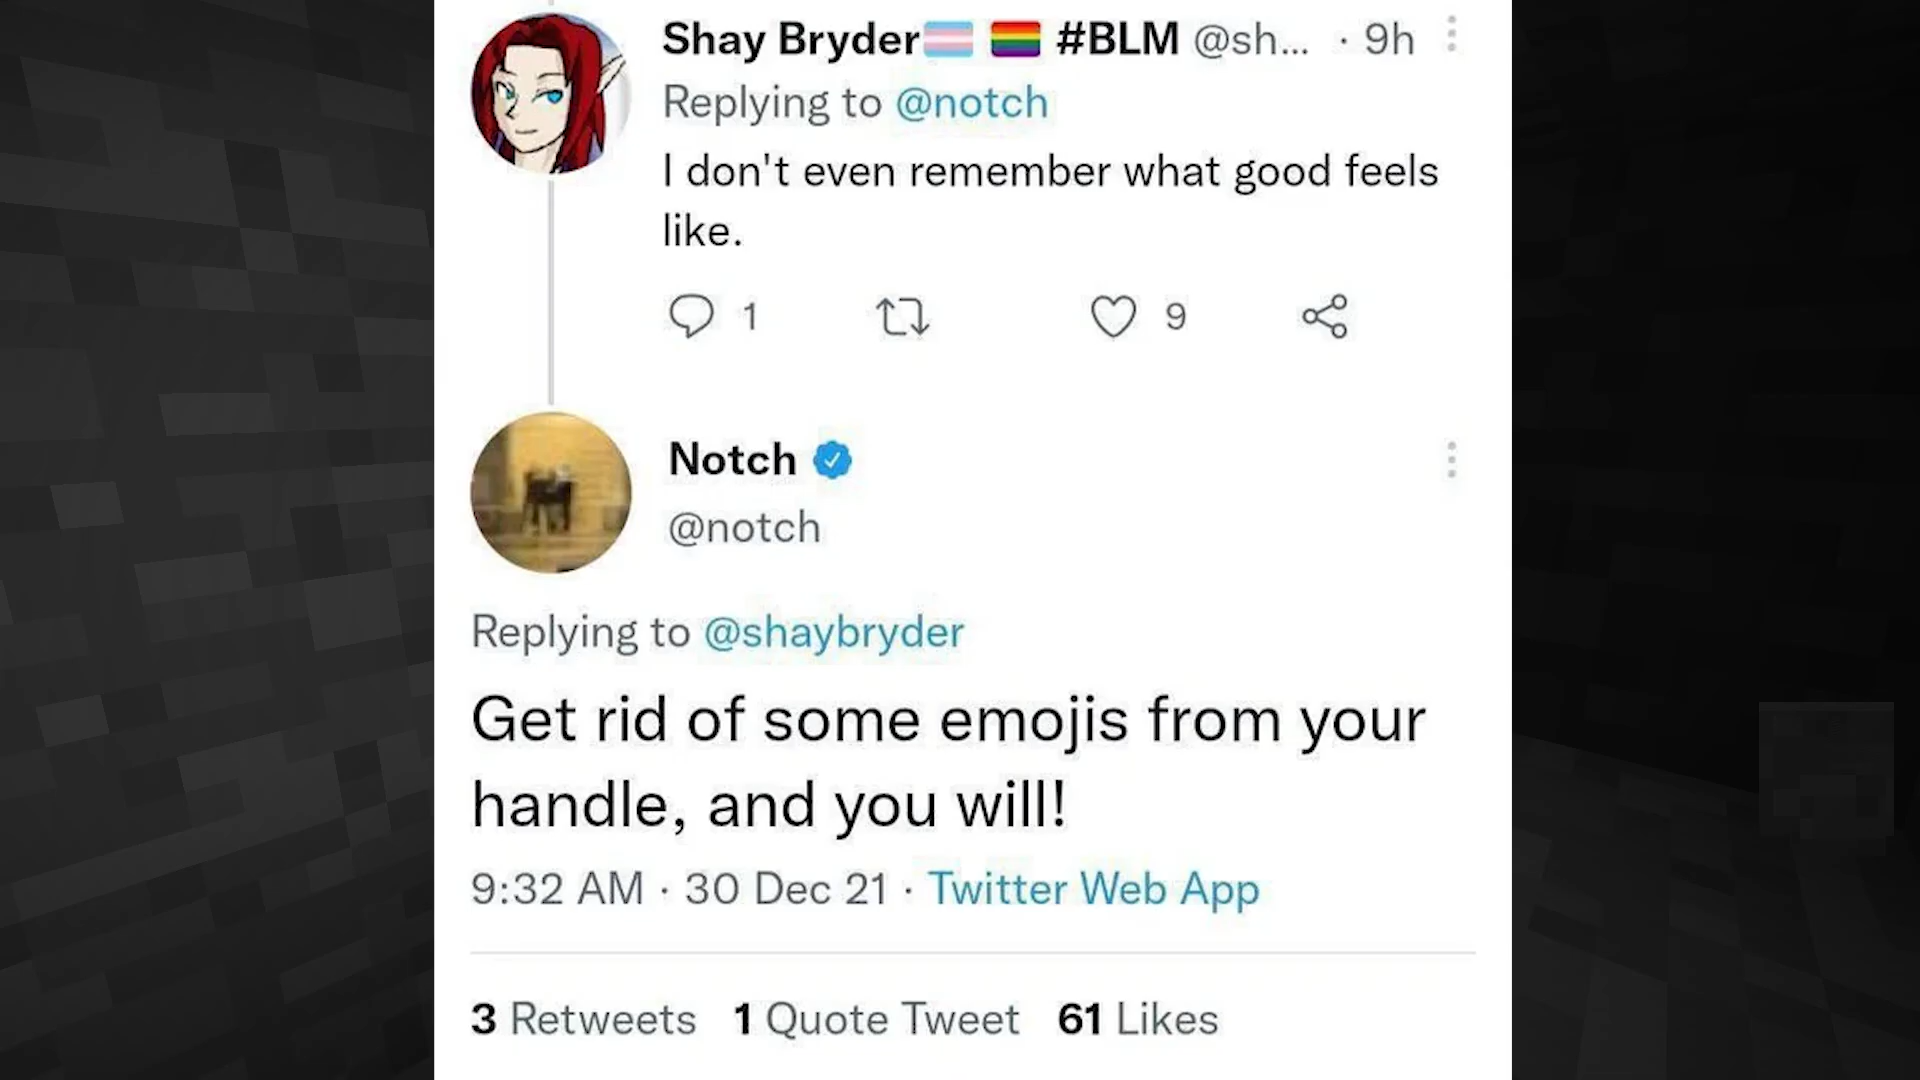 Shay Bryder🏳️‍⚧️ 🏳️‍🌈 #BLM @sh... · 9h
Replying to @notch
I don't even remember what good feels
like.
1 9
Notch
@notch
Replying to @shaybryder
Get rid of some emojis from your
handle, and you will!
9:32 AM · 30 Dec 21 · Twitter Web App
3 Retweets 1 Quote Tweet 61 Likes